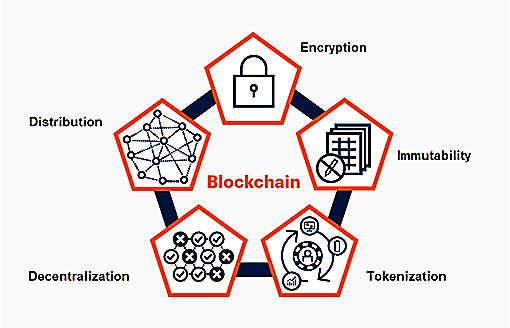 Encryption
Distribution
Immutability
Blockchain
Decentralization
Tokenization